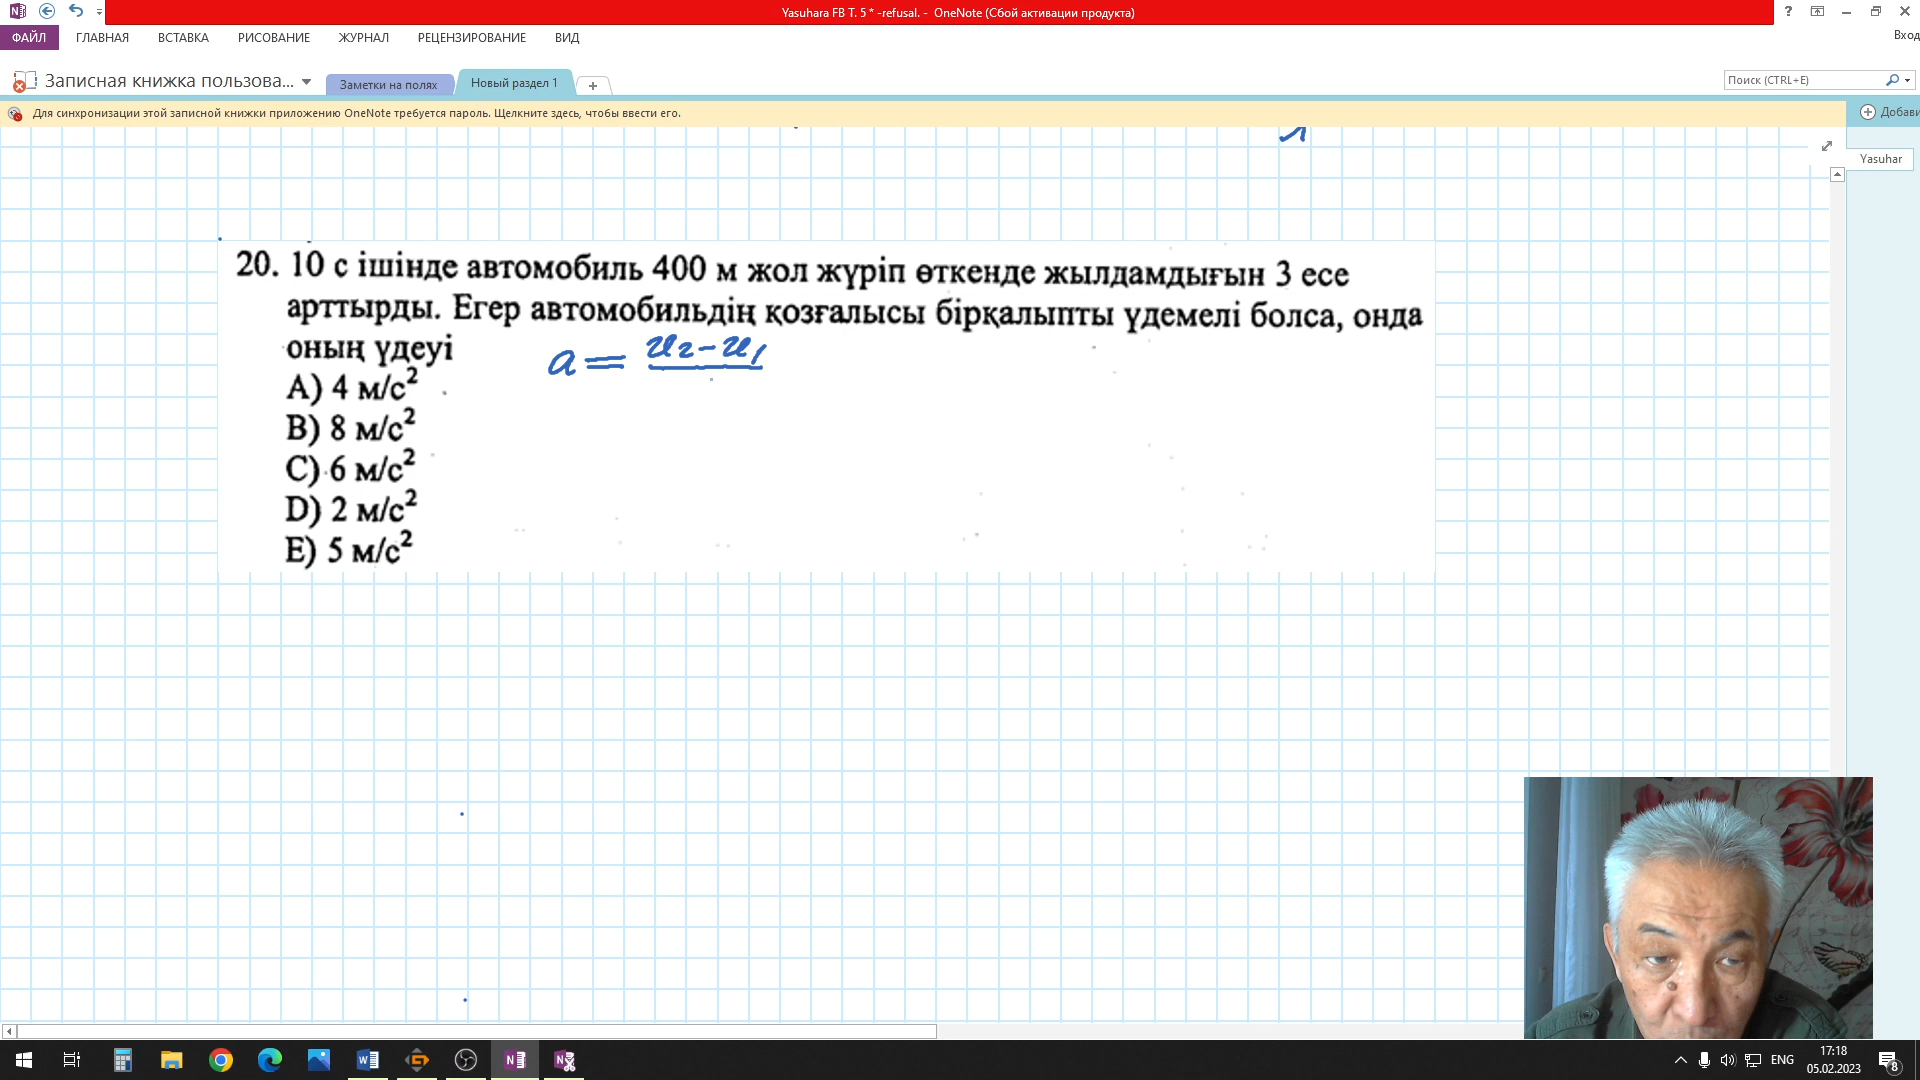 Yasuhara FB T. 5 * -refusal. - OneNote (Сбой активации продукта)
ФАЙЛ ГЛАВНАЯ ВСТАВКА РИСОВАНИЕ ЖУРНАЛ РЕЦЕНЗИРОВАНИЕ ВИД
Вход
Записная книжка пользова... Заметки на полях Новый раздел 1
Поиск (CTRL+E)
Для синхронизации этой записной книжки приложению OneNote требуется пароль. Щелкните здесь, чтобы ввести его.
Добави
Yasuhar
20. 10 с ішінде автомобиль 400 м жол жүріп өткенде жылдамдығын 3 есе
арттырды. Егер автомобильдің қозғалысы бірқалыпты үдемелі болса, онда
оның үдеуі
a = u₂-u₁
A) 4 м/с²
B) 8 м/с²
C) 6 м/с²
D) 2 м/с²
E) 5 м/с²
ENG
17:18
05.02.2023
8